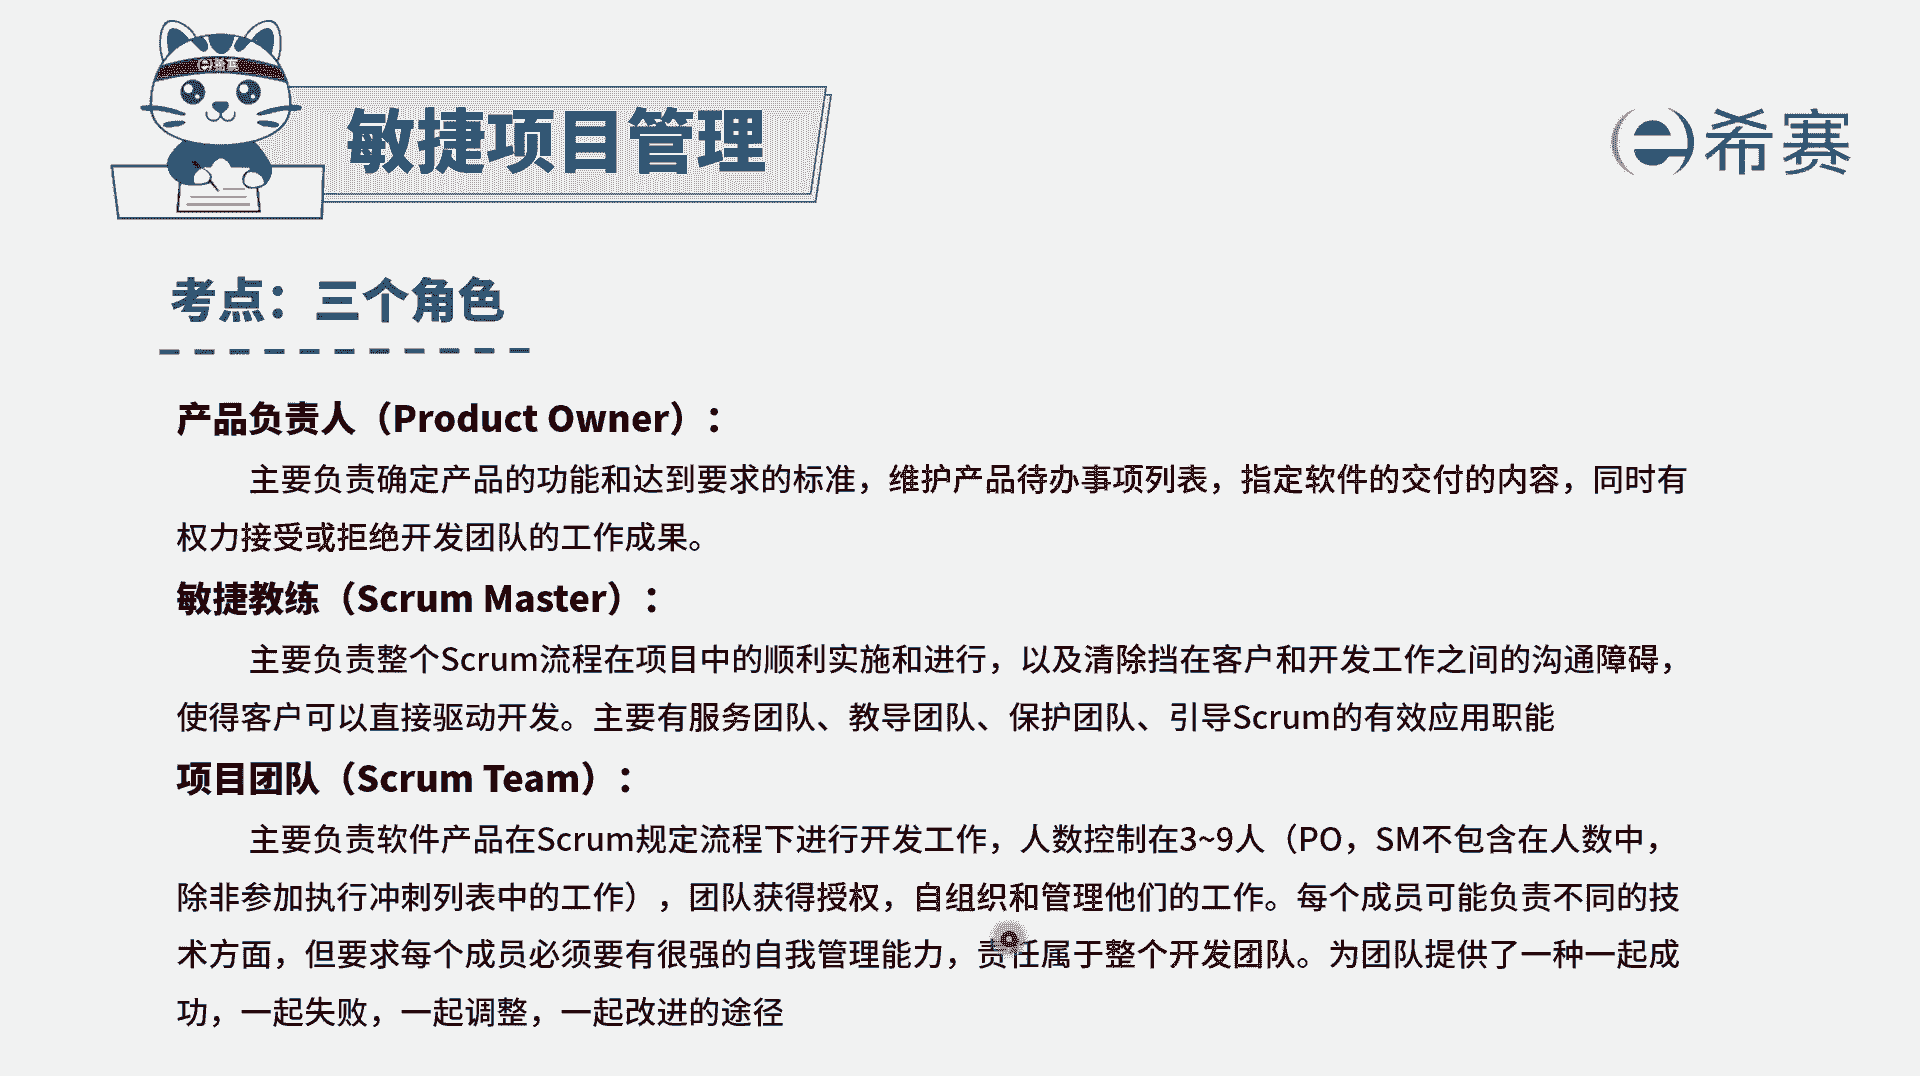 e希赛
敏捷项目管理
e希赛
考点：三个角色
产品负责人（Product Owner）：
主要负责确定产品的功能和达到要求的标准，维护产品待办事项列表，指定软件的交付的内容，同时有
权力接受或拒绝开发团队的工作成果。
敏捷教练（Scrum Master）：
主要负责整个Scrum流程在项目中的顺利实施和进行，以及清除挡在客户和开发工作之间的沟通障碍，
使得客户可以直接驱动开发。主要有服务团队、教导团队、保护团队、引导Scrum的有效应用职能
项目团队（Scrum Team）：
主要负责软件产品在Scrum规定流程下进行开发工作，人数控制在3~9人（PO，SM不包含在人数中，
除非参加执行冲刺列表中的工作），团队获得授权，自组织和管理他们的工作。每个成员可能负责不同的技
术方面，但要求每个成员必须要有很强的自我管理能力，责任属于整个开发团队。为团队提供了一种一起成
功，一起失败，一起调整，一起改进的途径